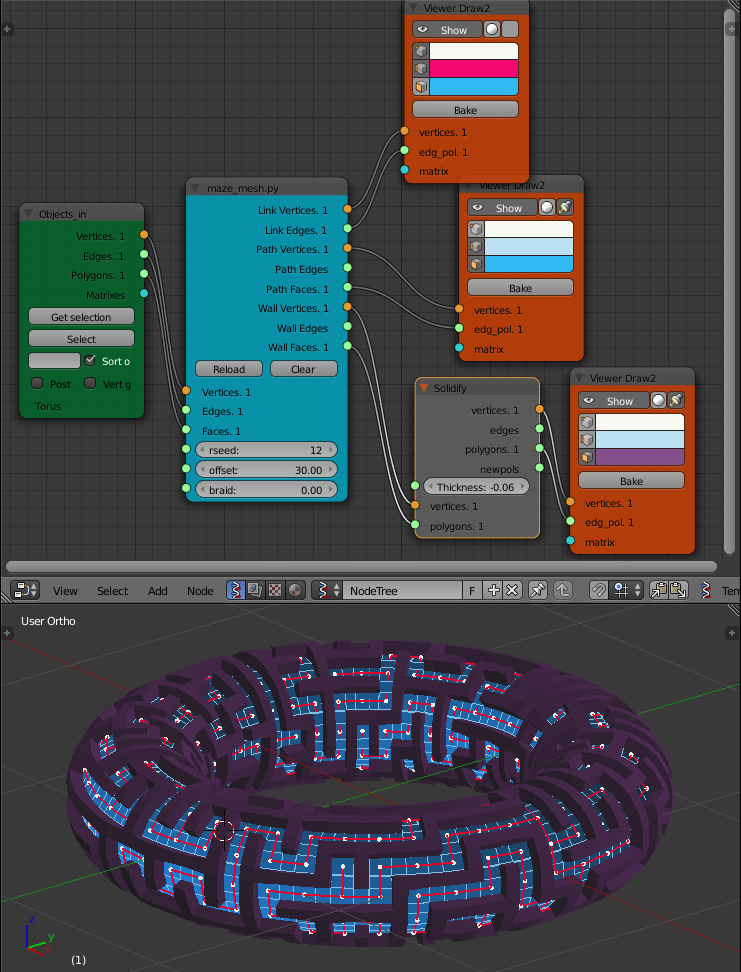 Viewer Draw2
Show
Bake
vertices. 1
edg_pol. 1
matrix
Viewer Draw2
Show
Bake
vertices. 1
edg_pol. 1
matrix
maze_mesh.py
Link Vertices. 1
Link Edges. 1
Path Vertices. 1
Path Edges
Path Faces. 1
Wall Vertices. 1
Wall Edges
Wall Faces. 1
Reload Clear
Vertices. 1
Edges. 1
Faces. 1
rseed: 12
offset: 30.00
braid: 0.00
Objects_in
Vertices. 1
Edges. 1
Polygons. 1
Matrixes
Get selection
Select
Sort o
Post Vert g
Torus
Solidify
vertices. 1
edges
polygons. 1
newpols
Thickness: -0.06
vertices. 1
polygons. 1
Viewer Draw2
Show
Bake
vertices. 1
edg_pol. 1
matrix
View Select Add Node NodeTree F Ten
User Ortho
z
y
x
(1)